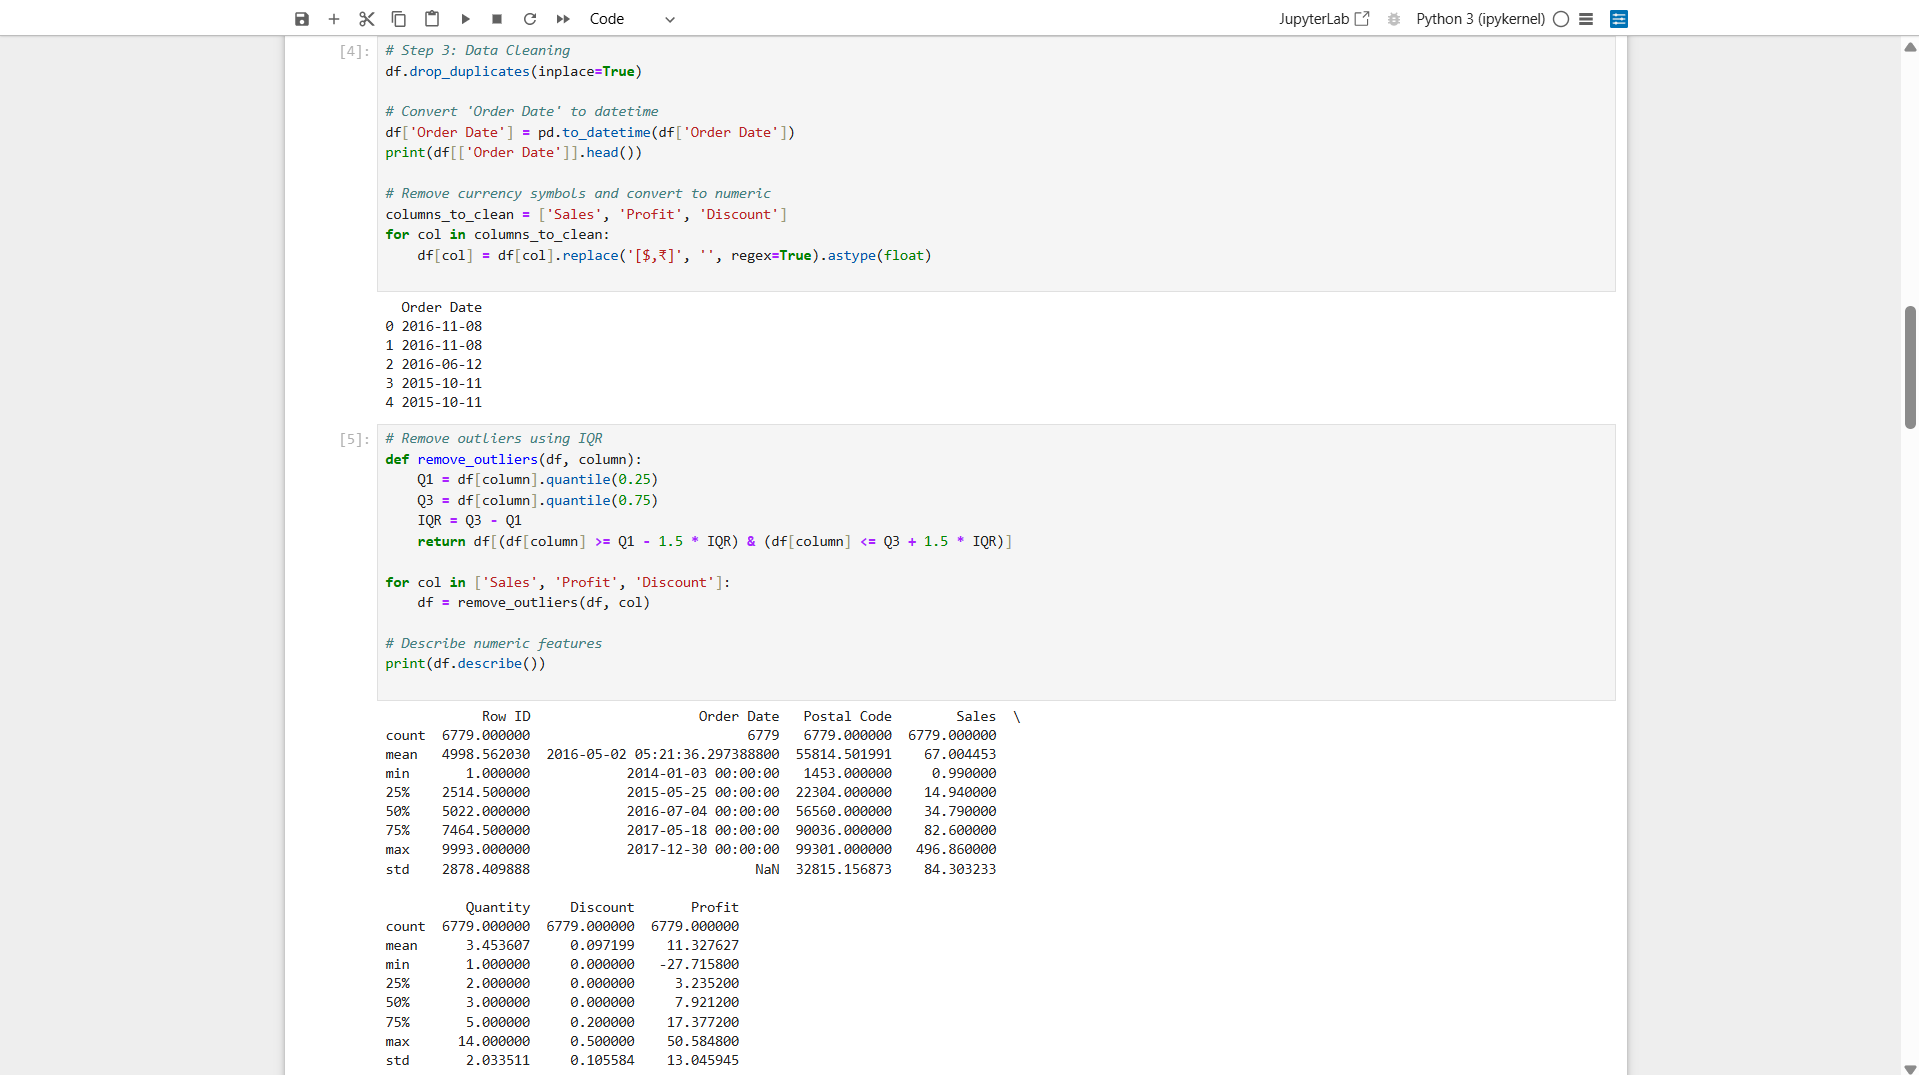 Code
JupyterLab
Python 3 (ipykernel)
[4]:
# Step 3: Data Cleaning
df.drop_duplicates(inplace=True)
# Convert 'Order Date' to datetime
df['Order Date'] = pd.to_datetime(df['Order Date'])
print(df[['Order Date']].head())
# Remove currency symbols and convert to numeric
columns_to_clean = ['Sales', 'Profit', 'Discount']
for col in columns_to_clean:
    df[col] = df[col].replace('[$,₹]', '', regex=True).astype(float)
  Order Date
0 2016-11-08
1 2016-11-08
2 2016-06-12
3 2015-10-11
4 2015-10-11
[5]:
# Remove outliers using IQR
def remove_outliers(df, column):
    Q1 = df[column].quantile(0.25)
    Q3 = df[column].quantile(0.75)
    IQR = Q3 - Q1
    return df[(df[column] >= Q1 - 1.5 * IQR) & (df[column] <= Q3 + 1.5 * IQR)]
for col in ['Sales', 'Profit', 'Discount']:
    df = remove_outliers(df, col)
# Describe numeric features
print(df.describe())
            Row ID                     Order Date   Postal Code        Sales  \
count  6779.000000                           6779   6779.000000  6779.000000
mean   4998.562030  2016-05-02 05:21:36.297388800  55814.501991    67.004453
min       1.000000            2014-01-03 00:00:00   1453.000000     0.990000
25%    2514.500000            2015-05-25 00:00:00  22304.000000    14.940000
50%    5022.000000            2016-07-04 00:00:00  56560.000000    34.790000
75%    7464.500000            2017-05-18 00:00:00  90036.000000    82.600000
max    9993.000000            2017-12-30 00:00:00  99301.000000   496.860000
std    2878.409888                            NaN  32815.156873    84.303233
          Quantity     Discount       Profit
count  6779.000000  6779.000000  6779.000000
mean      3.453607     0.097199    11.327627
min       1.000000     0.000000   -27.715800
25%       2.000000     0.000000     3.235200
50%       3.000000     0.000000     7.921200
75%       5.000000     0.200000    17.377200
max      14.000000     0.500000    50.584800
std       2.033511     0.105584    13.045945